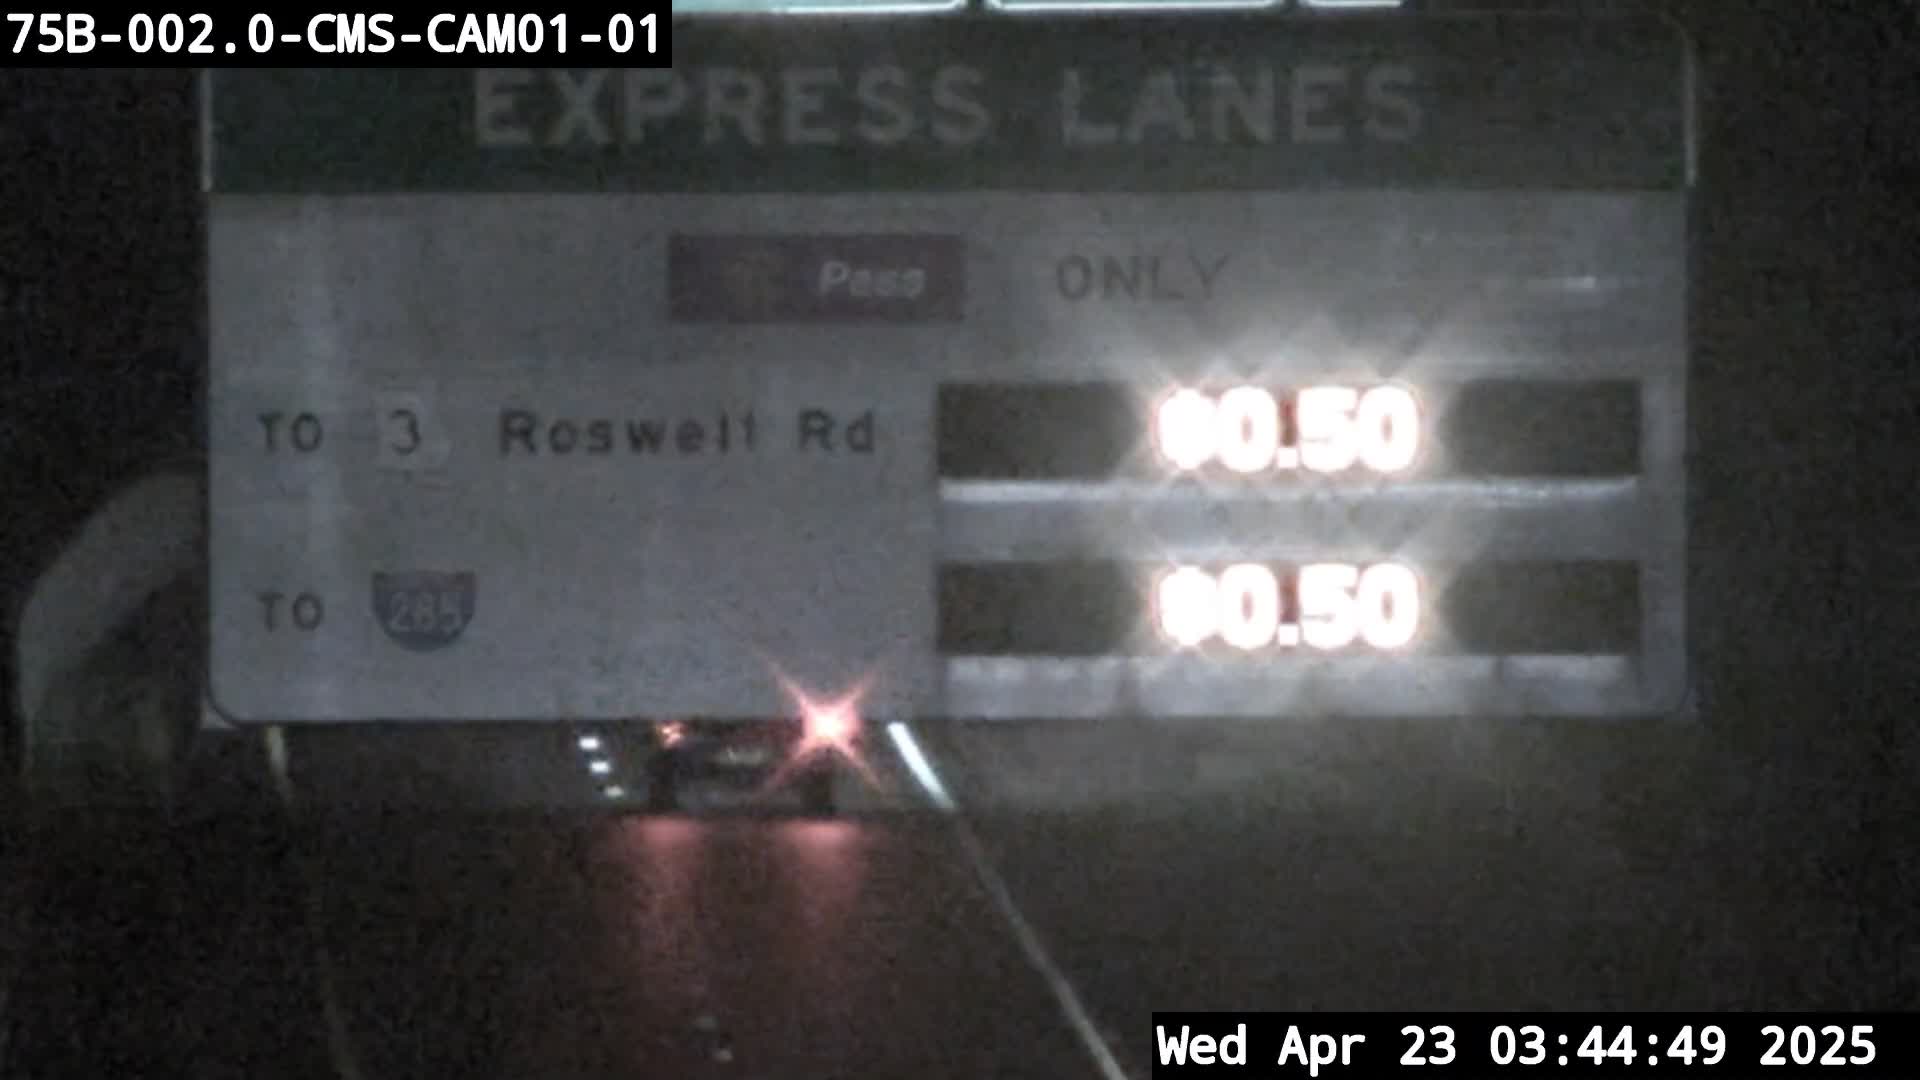 75B-002.0-CMS-CAM01-01
EXPRESS LANES
Pass ONLY
TO 3 Roswell Rd $0.50
TO 285 $0.50
Wed Apr 23 03:44:49 2025